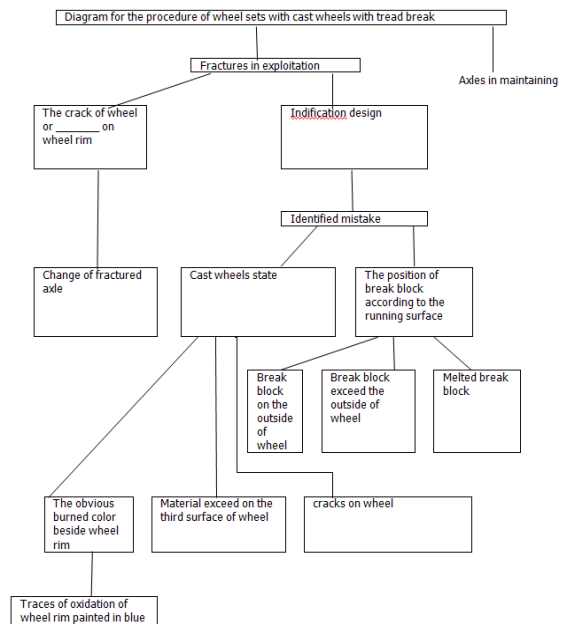 Diagram for the procedure of wheel sets with cast wheels with tread break
Fractures in exploitation
Axles in maintaining
The crack of wheel
or ________ on
wheel rim
Indification design
Identified mistake
Change of fractured
axle
Cast wheels state
The position of
break block
according to the
running surface
Break
block
on the
outside
of
wheel
Break block
exceed the
outside of
wheel
Melted break
block
The obvious
burned color
beside wheel
rim
Material exceed on the
third surface of wheel
cracks on wheel
Traces of oxidation of
wheel rim painted in blue